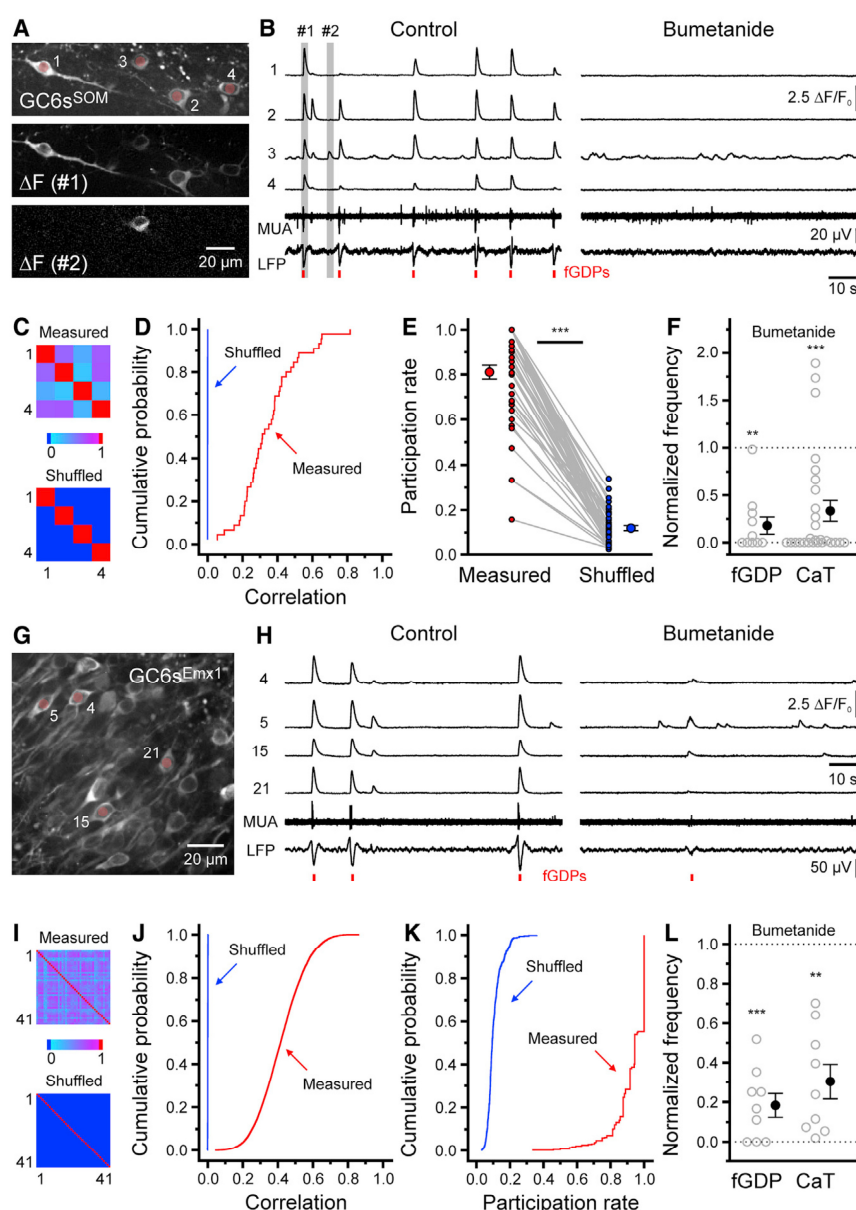 A
1
3
4
2
GC6sSOM
ΔF (#1)
ΔF (#2)
20 µm
B
#1 #2 Control Bumetanide
1
2
3
4
MUA
LFP
fGDPs
2.5 ΔF/F0
20 µV
10 s
C
Measured
1
4
0 1
Shuffled
1
4
1 4
D
Cumulative probability
1.0
0.8
0.6
0.4
0.2
0.0
Shuffled
Measured
0.0 0.2 0.4 0.6 0.8 1.0
Correlation
E
Participation rate
1.0
0.8
0.6
0.4
0.2
0.0
***
Measured Shuffled
F
Normalized frequency
Bumetanide
2.0
1.5
1.0
0.5
0.0
**
***
fGDP CaT
G
GC6sEmx1
5 4
21
15
20 µm
H
Control Bumetanide
4
5
15
21
MUA
LFP
fGDPs
2.5 ΔF/F0
10 s
50 µV
I
Measured
1
41
0 1
Shuffled
1
41
1 41
J
Cumulative probability
1.0
0.8
0.6
0.4
0.2
0.0
Shuffled
Measured
0.0 0.2 0.4 0.6 0.8 1.0
Correlation
K
Cumulative probability
1.0
0.8
0.6
0.4
0.2
0.0
Shuffled
Measured
0.0 0.2 0.4 0.6 0.8 1.0
Participation rate
L
Normalized frequency
Bumetanide
1.0
0.8
0.6
0.4
0.2
0.0
***
**
fGDP CaT